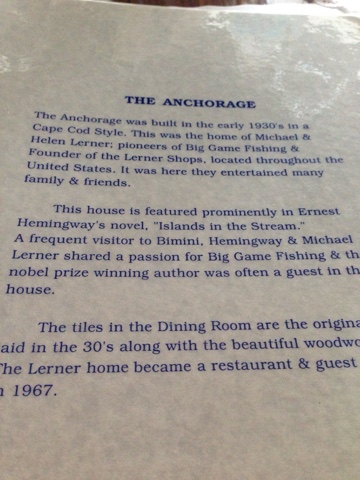 THE ANCHORAGE
The Anchorage was built in the early 1930's in a
Cape Cod Style. This was the home of Michael &
Helen Lerner; pioneers of Big Game Fishing &
Founder of the Lerner Shops, located throughout the
United States. It was here they entertained many
family & friends.
This house is featured prominently in Ernest
Hemingway's novel, "Islands in the Stream."
A frequent visitor to Bimini, Hemingway & Michael
Lerner shared a passion for Big Game Fishing & th
nobel prize winning author was often a guest in th
house.
The tiles in the Dining Room are the origina
aid in the 30's along with the beautiful woodwo
The Lerner home became a restaurant & guest
n 1967.